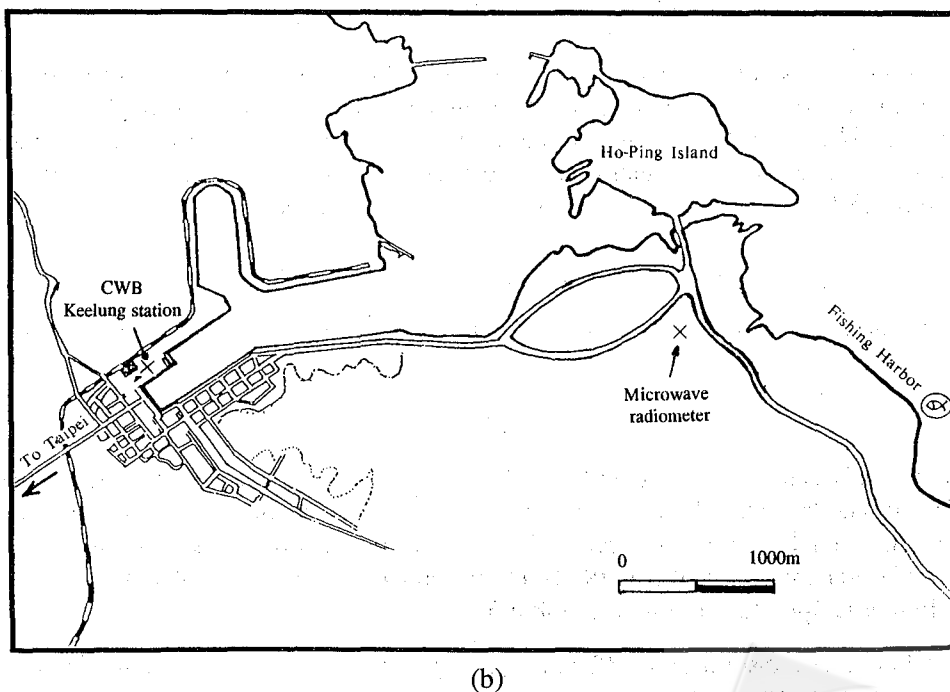 Ho-Ping Island
CWB
Keelung station
Fishing Harbor
Microwave
radiometer
To Taipei
0 1000m
(b)